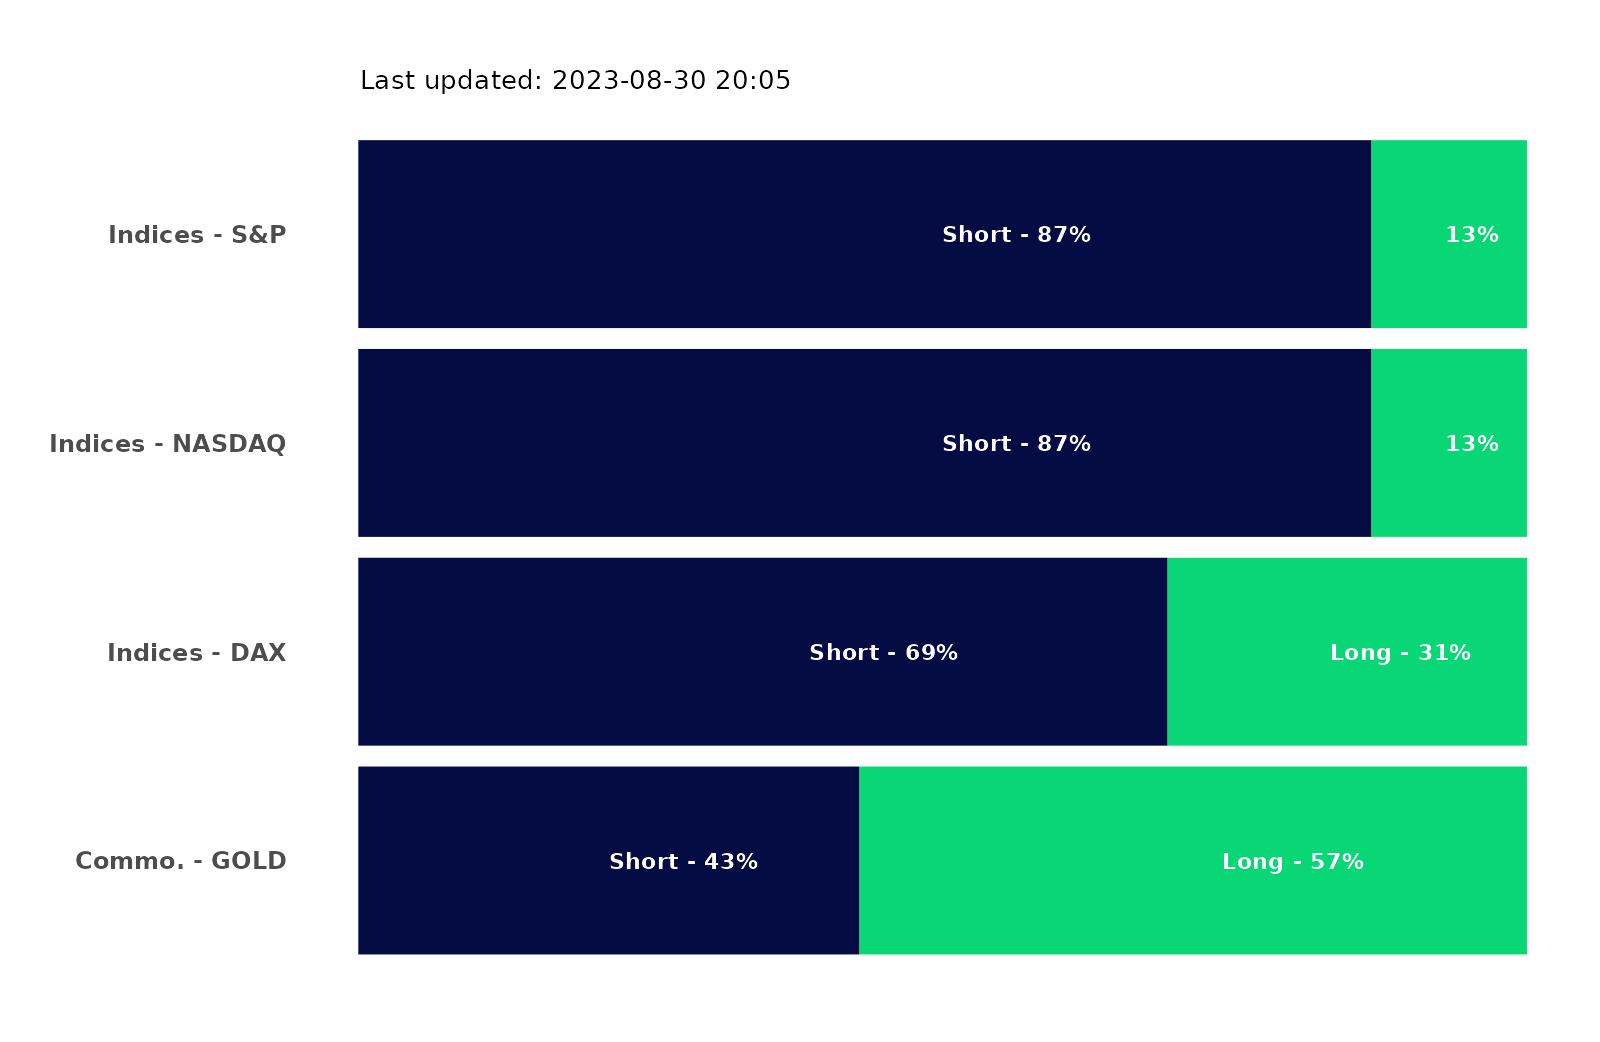 Last updated: 2023-08-30 20:05
Indices - S&P Short - 87% 13%
Indices - NASDAQ Short - 87% 13%
Indices - DAX Short - 69% Long - 31%
Commo. - GOLD Short - 43% Long - 57%